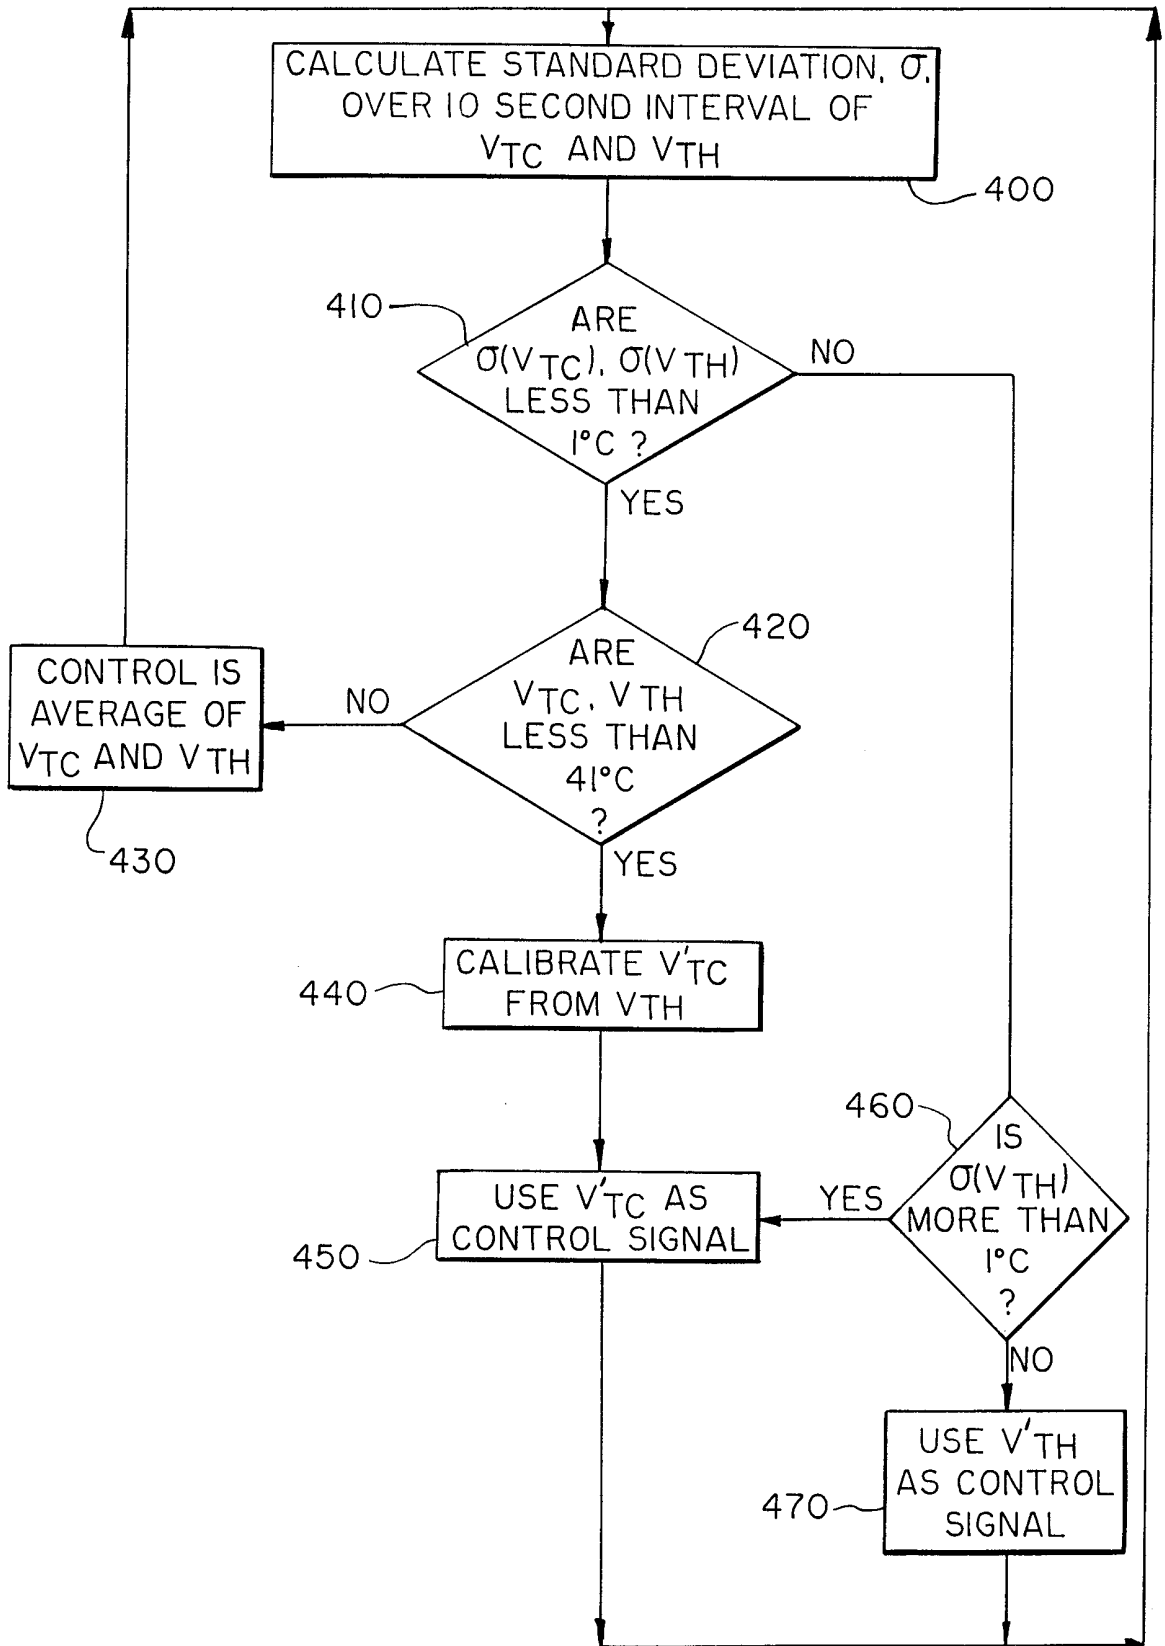 CALCULATE STANDARD DEVIATION, σ,
OVER 10 SECOND INTERVAL OF
VTC AND VTH
400
410
ARE
σ(VTC), σ(VTH)
LESS THAN
1°C ?
NO
YES
420
ARE
VTC, VTH
LESS THAN
41°C
?
NO
CONTROL IS
AVERAGE OF
VTC AND VTH
430
YES
440
CALIBRATE V'TC
FROM VTH
460
IS
σ(VTH)
MORE THAN
1°C
?
YES
USE V'TC AS
CONTROL SIGNAL
450
NO
USE V'TH
AS CONTROL
SIGNAL
470